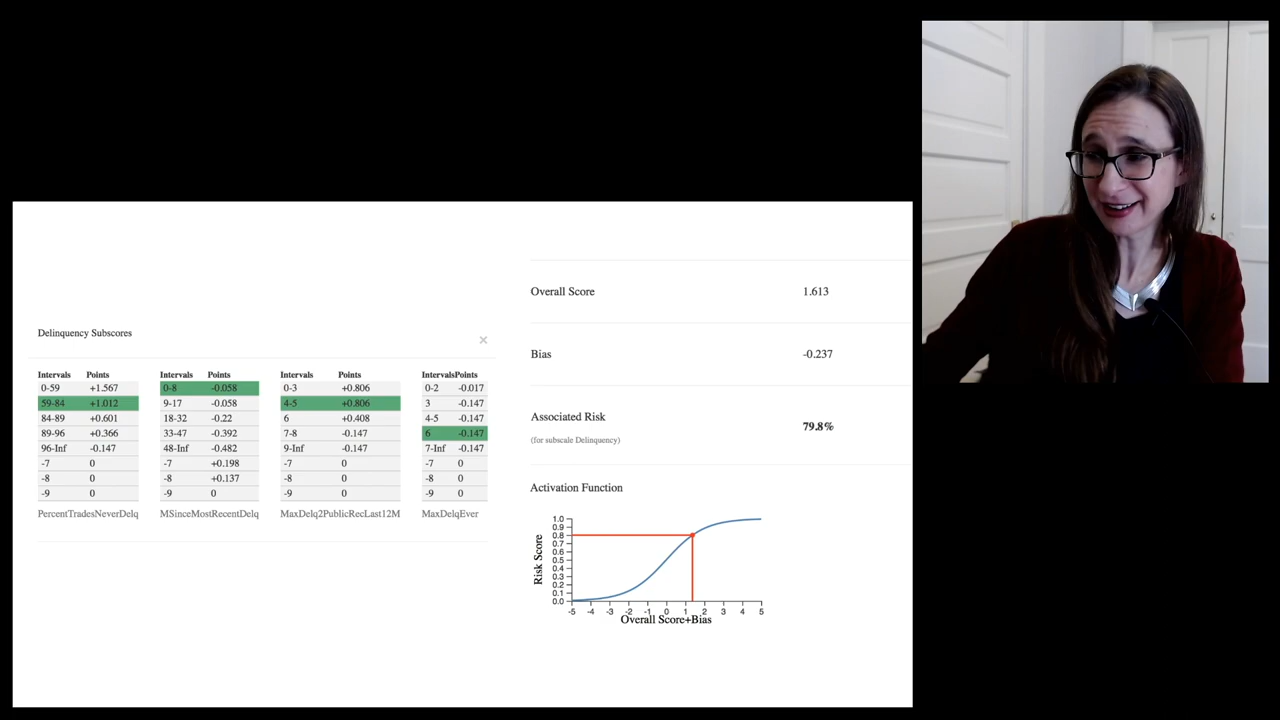 Delinquency Subscores
×
Intervals Points
0-59 +1.567
59-84 +1.012
84-89 +0.601
89-96 +0.366
96-Inf -0.147
-7 0
-8 0
-9 0
PercentTradesNeverDelq
Intervals Points
0-8 -0.058
9-17 -0.058
18-32 -0.22
33-47 -0.392
48-Inf -0.482
-7 +0.198
-8 +0.137
-9 0
MSinceMostRecentDelq
Intervals Points
0-3 +0.806
4-5 +0.806
6 +0.408
7-8 -0.147
9-Inf -0.147
-7 0
-8 0
-9 0
MaxDelq2PublicRecLast12M
IntervalsPoints
0-2 -0.017
3 -0.147
4-5 -0.147
6 -0.147
7-Inf -0.147
-7 0
-8 0
-9 0
MaxDelqEver
Overall Score 1.613
Bias -0.237
Associated Risk 79.8%
(for subscale Delinquency)
Activation Function
Risk Score
1.0
0.9
0.8
0.7
0.6
0.5
0.4
0.3
0.2
0.1
0.0
-5 -4 -3 -2 -1 0 1 2 3 4 5
Overall Score+Bias